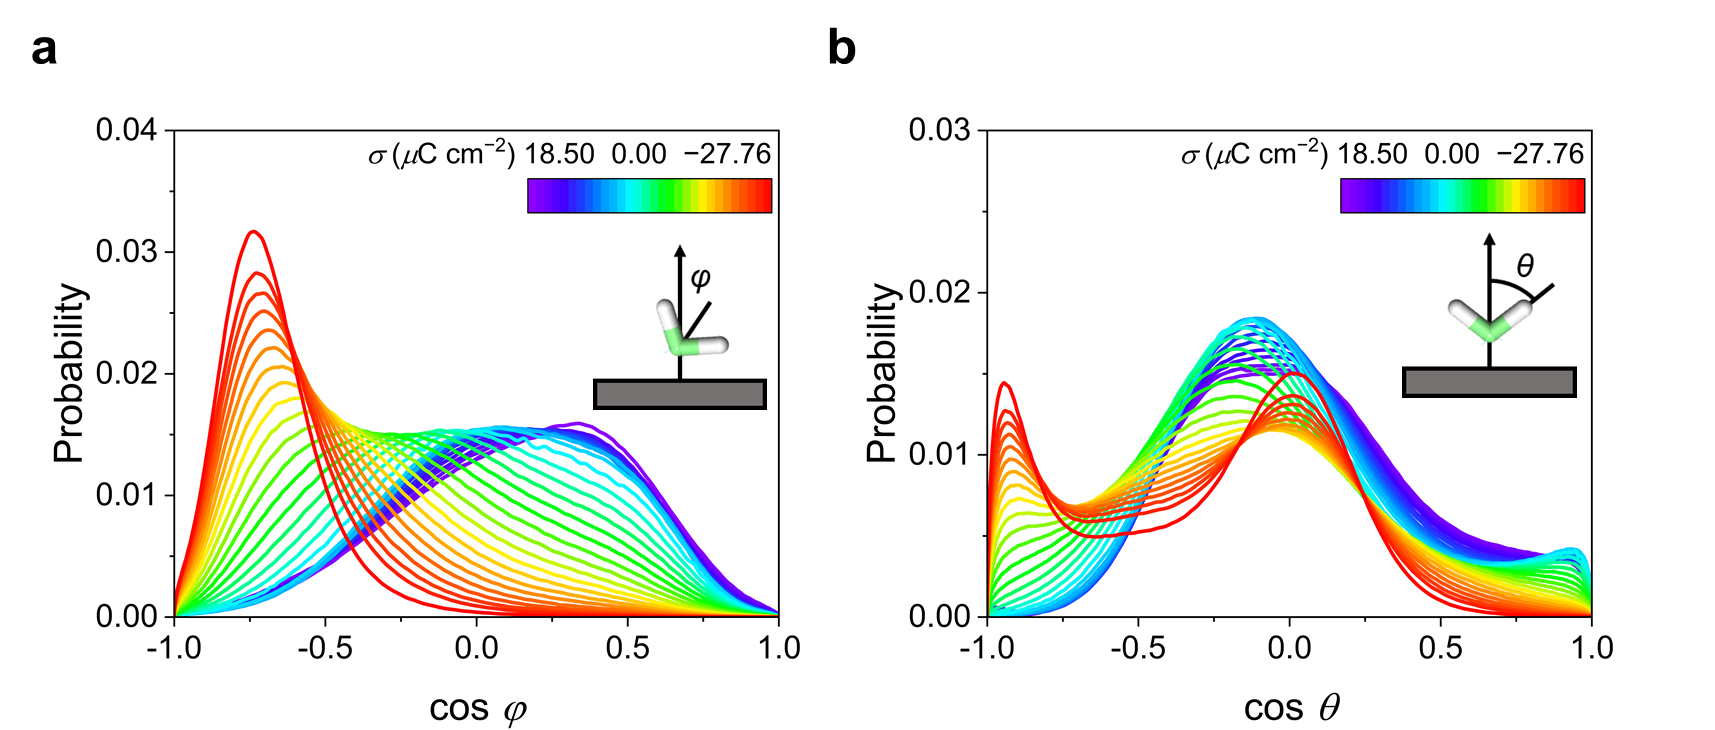 a
b
0.04
0.03
0.02
0.01
0.00
-1.0 -0.5 0.0 0.5 1.0
Probability
cos φ
σ (μC cm⁻²) 18.50 0.00 −27.76
φ
0.03
0.02
0.01
0.00
-1.0 -0.5 0.0 0.5 1.0
Probability
cos θ
σ (μC cm⁻²) 18.50 0.00 −27.76
θ